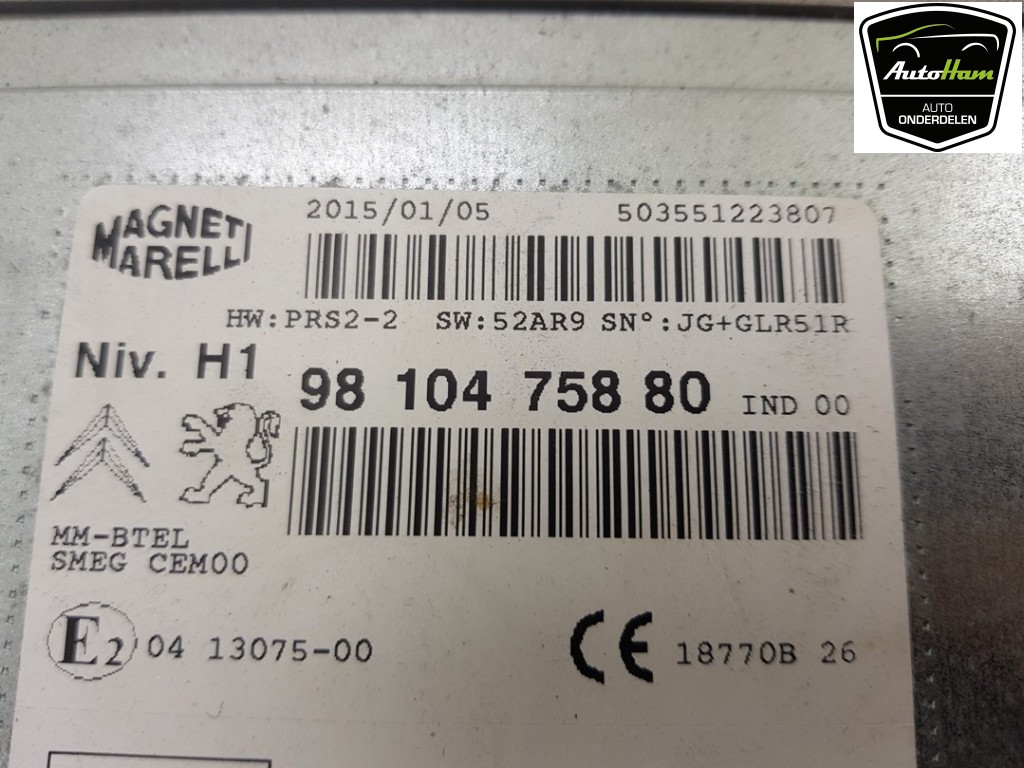 AutoHam
AUTO
ONDERDELEN
MAGNETI
MARELLI
2015/01/05 503551223807
HW:PRS2-2 SW:52AR9 SN°:JG+GLR51R
Niv. H1
98 104 758 80 IND 00
MM-BTEL
SMEG CEM00
E2 04 13075-00
CE 18770B 26